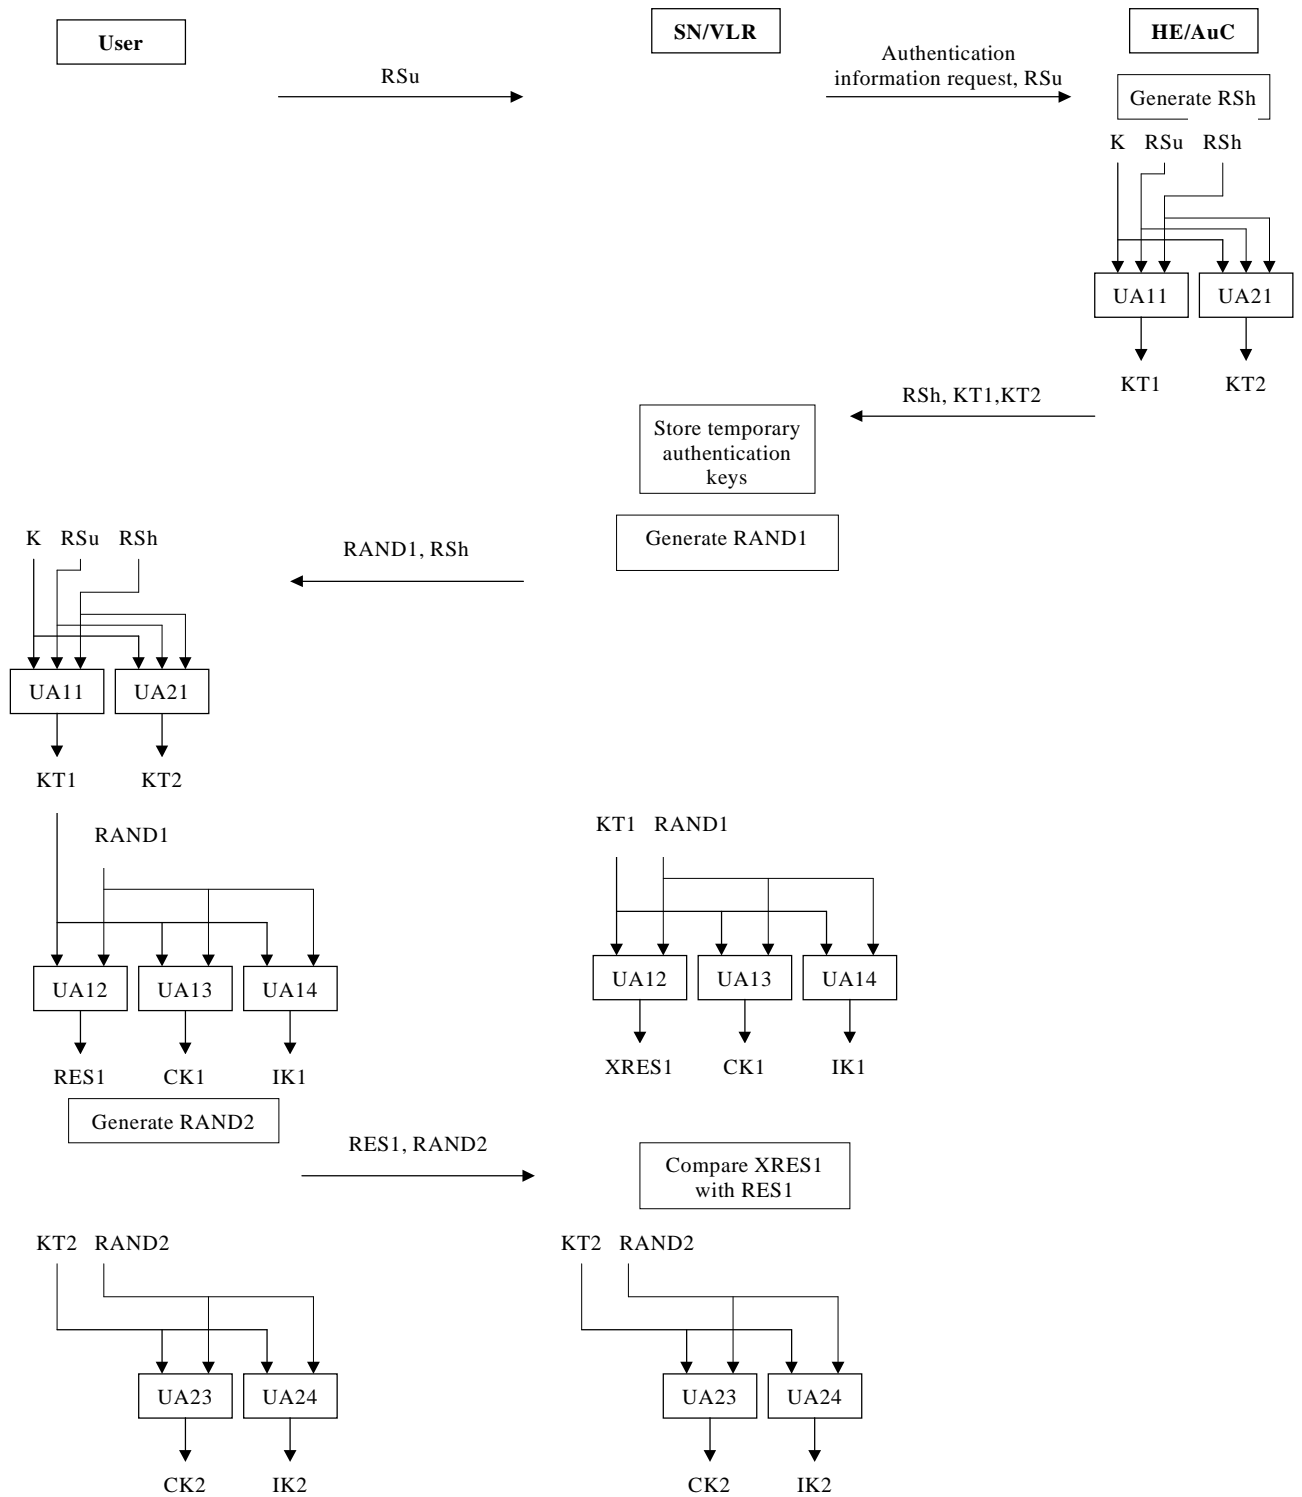 User
SN/VLR
HE/AuC
RSu
Authentication
information request, RSu
Generate RSh
K RSu RSh
UA11 UA21
KT1 KT2
RSh, KT1,KT2
Store temporary
authentication
keys
Generate RAND1
RAND1, RSh
K RSu RSh
UA11 UA21
KT1 KT2
RAND1
UA12 UA13 UA14
RES1 CK1 IK1
KT1 RAND1
UA12 UA13 UA14
XRES1 CK1 IK1
Generate RAND2
RES1, RAND2
Compare XRES1
with RES1
KT2 RAND2
UA23 UA24
CK2 IK2
KT2 RAND2
UA23 UA24
CK2 IK2